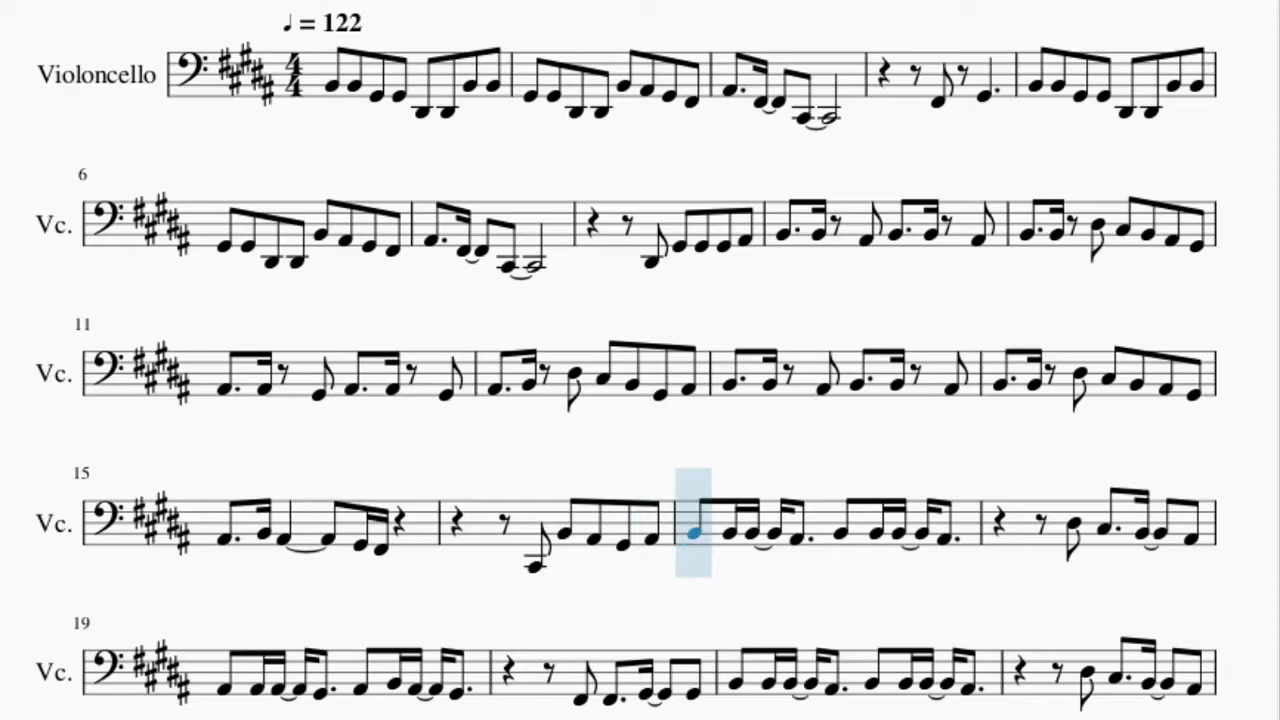 ♩ = 122
Violoncello 4 4
6
Vc.
11
Vc.
15
Vc.
19
Vc.